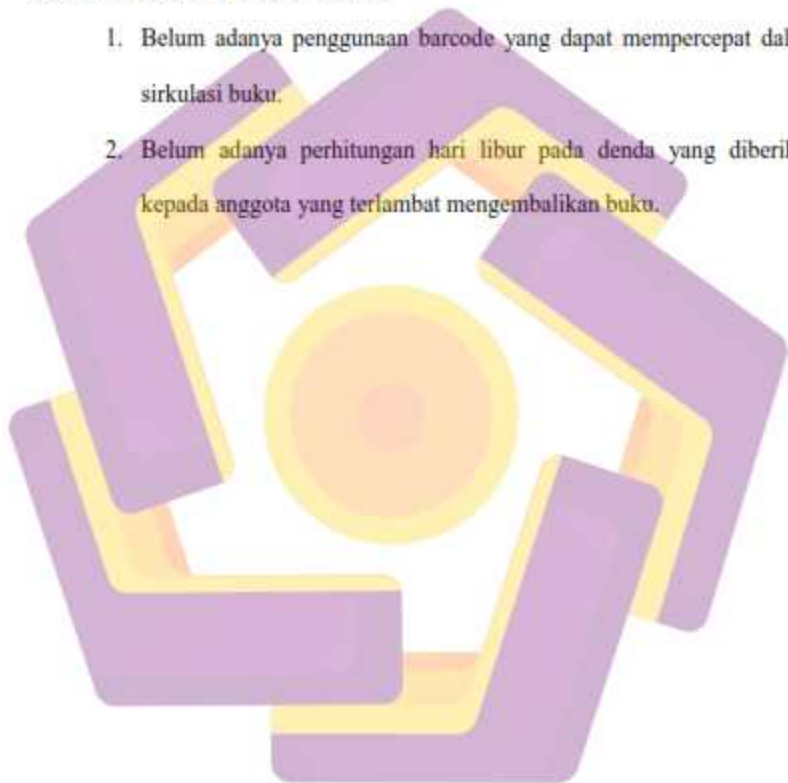 1. Belum adanya penggunaan barcode yang dapat mempercepat dal
sirkulasi buku.
2. Belum adanya perhitungan hari libur pada denda yang diberil
kepada anggota yang terlambat mengembalikan buku.